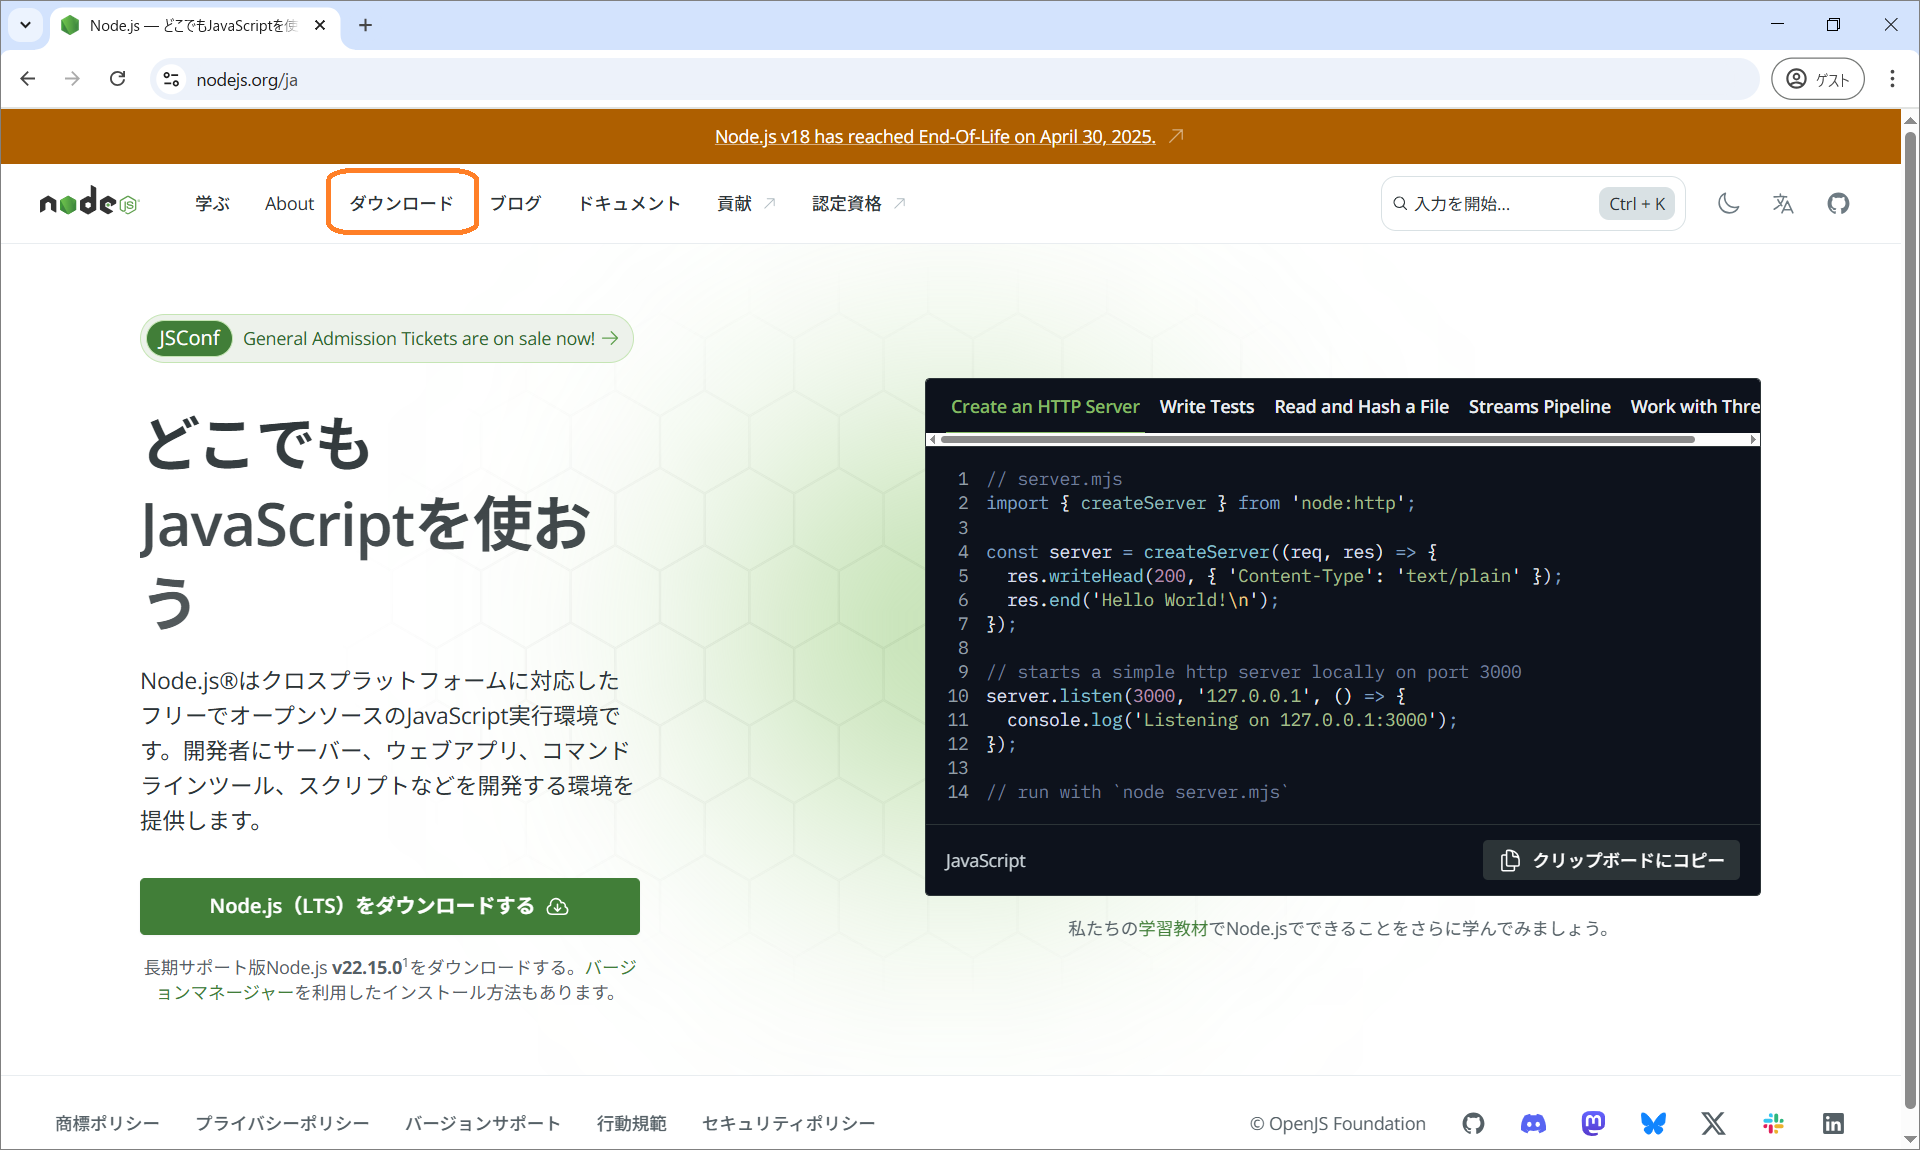 Node.js — どこでもJavaScriptを使
nodejs.org/ja
ゲスト
Node.js v18 has reached End-Of-Life on April 30, 2025.
node JS
学ぶ About ダウンロード ブログ ドキュメント 貢献 認定資格
入力を開始... Ctrl + K
JSConf General Admission Tickets are on sale now!
どこでも
JavaScriptを使お
う
Node.js®はクロスプラットフォームに対応した
フリーでオープンソースのJavaScript実行環境で
す。開発者にサーバー、ウェブアプリ、コマンド
ラインツール、スクリプトなどを開発する環境を
提供します。
Node.js（LTS）をダウンロードする
長期サポート版Node.js v22.15.0¹をダウンロードする。バージ
ョンマネージャーを利用したインストール方法もあります。
Create an HTTP Server Write Tests Read and Hash a File Streams Pipeline Work with Thre
1 // server.mjs
2 import { createServer } from 'node:http';
3
4 const server = createServer((req, res) => {
5   res.writeHead(200, { 'Content-Type': 'text/plain' });
6   res.end('Hello World!\n');
7 });
8
9 // starts a simple http server locally on port 3000
10 server.listen(3000, '127.0.0.1', () => {
11   console.log('Listening on 127.0.0.1:3000');
12 });
13
14 // run with `node server.mjs`
JavaScript
クリップボードにコピー
私たちの学習教材でNode.jsでできることをさらに学んでみましょう。
商標ポリシー プライバシーポリシー バージョンサポート 行動規範 セキュリティポリシー
© OpenJS Foundation